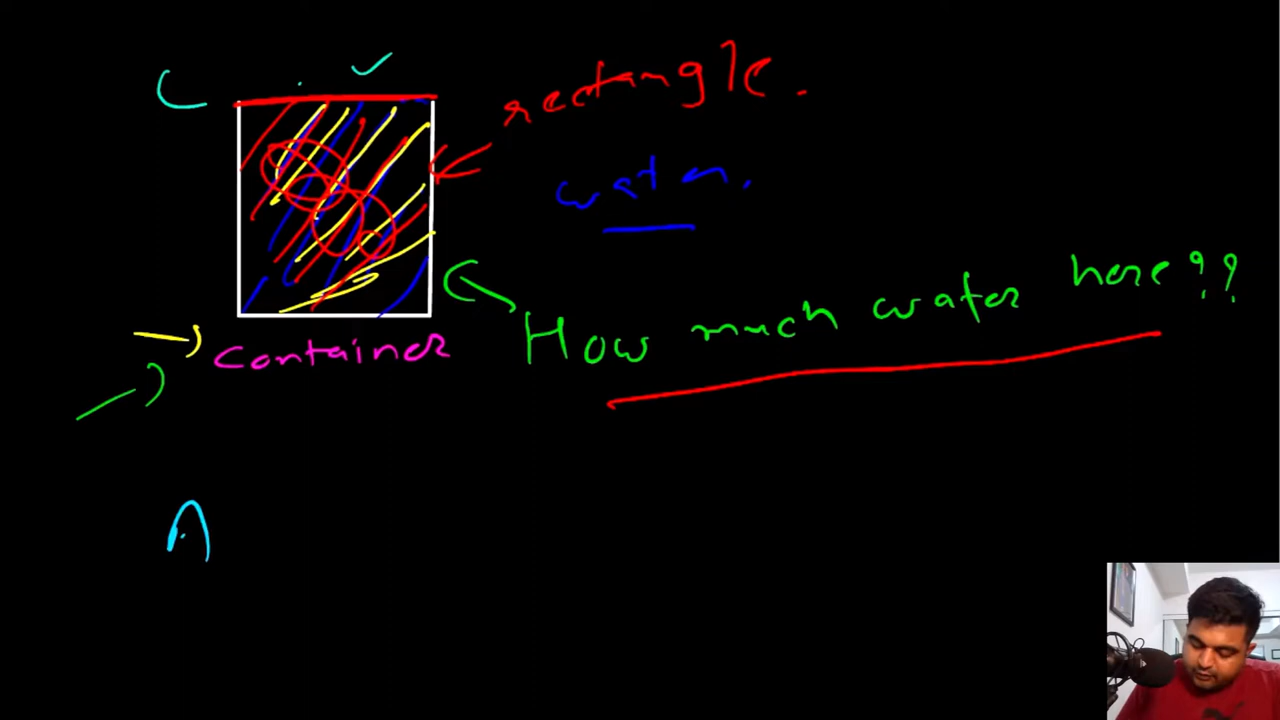 rectangle.
water.
How much water here??
Container
A